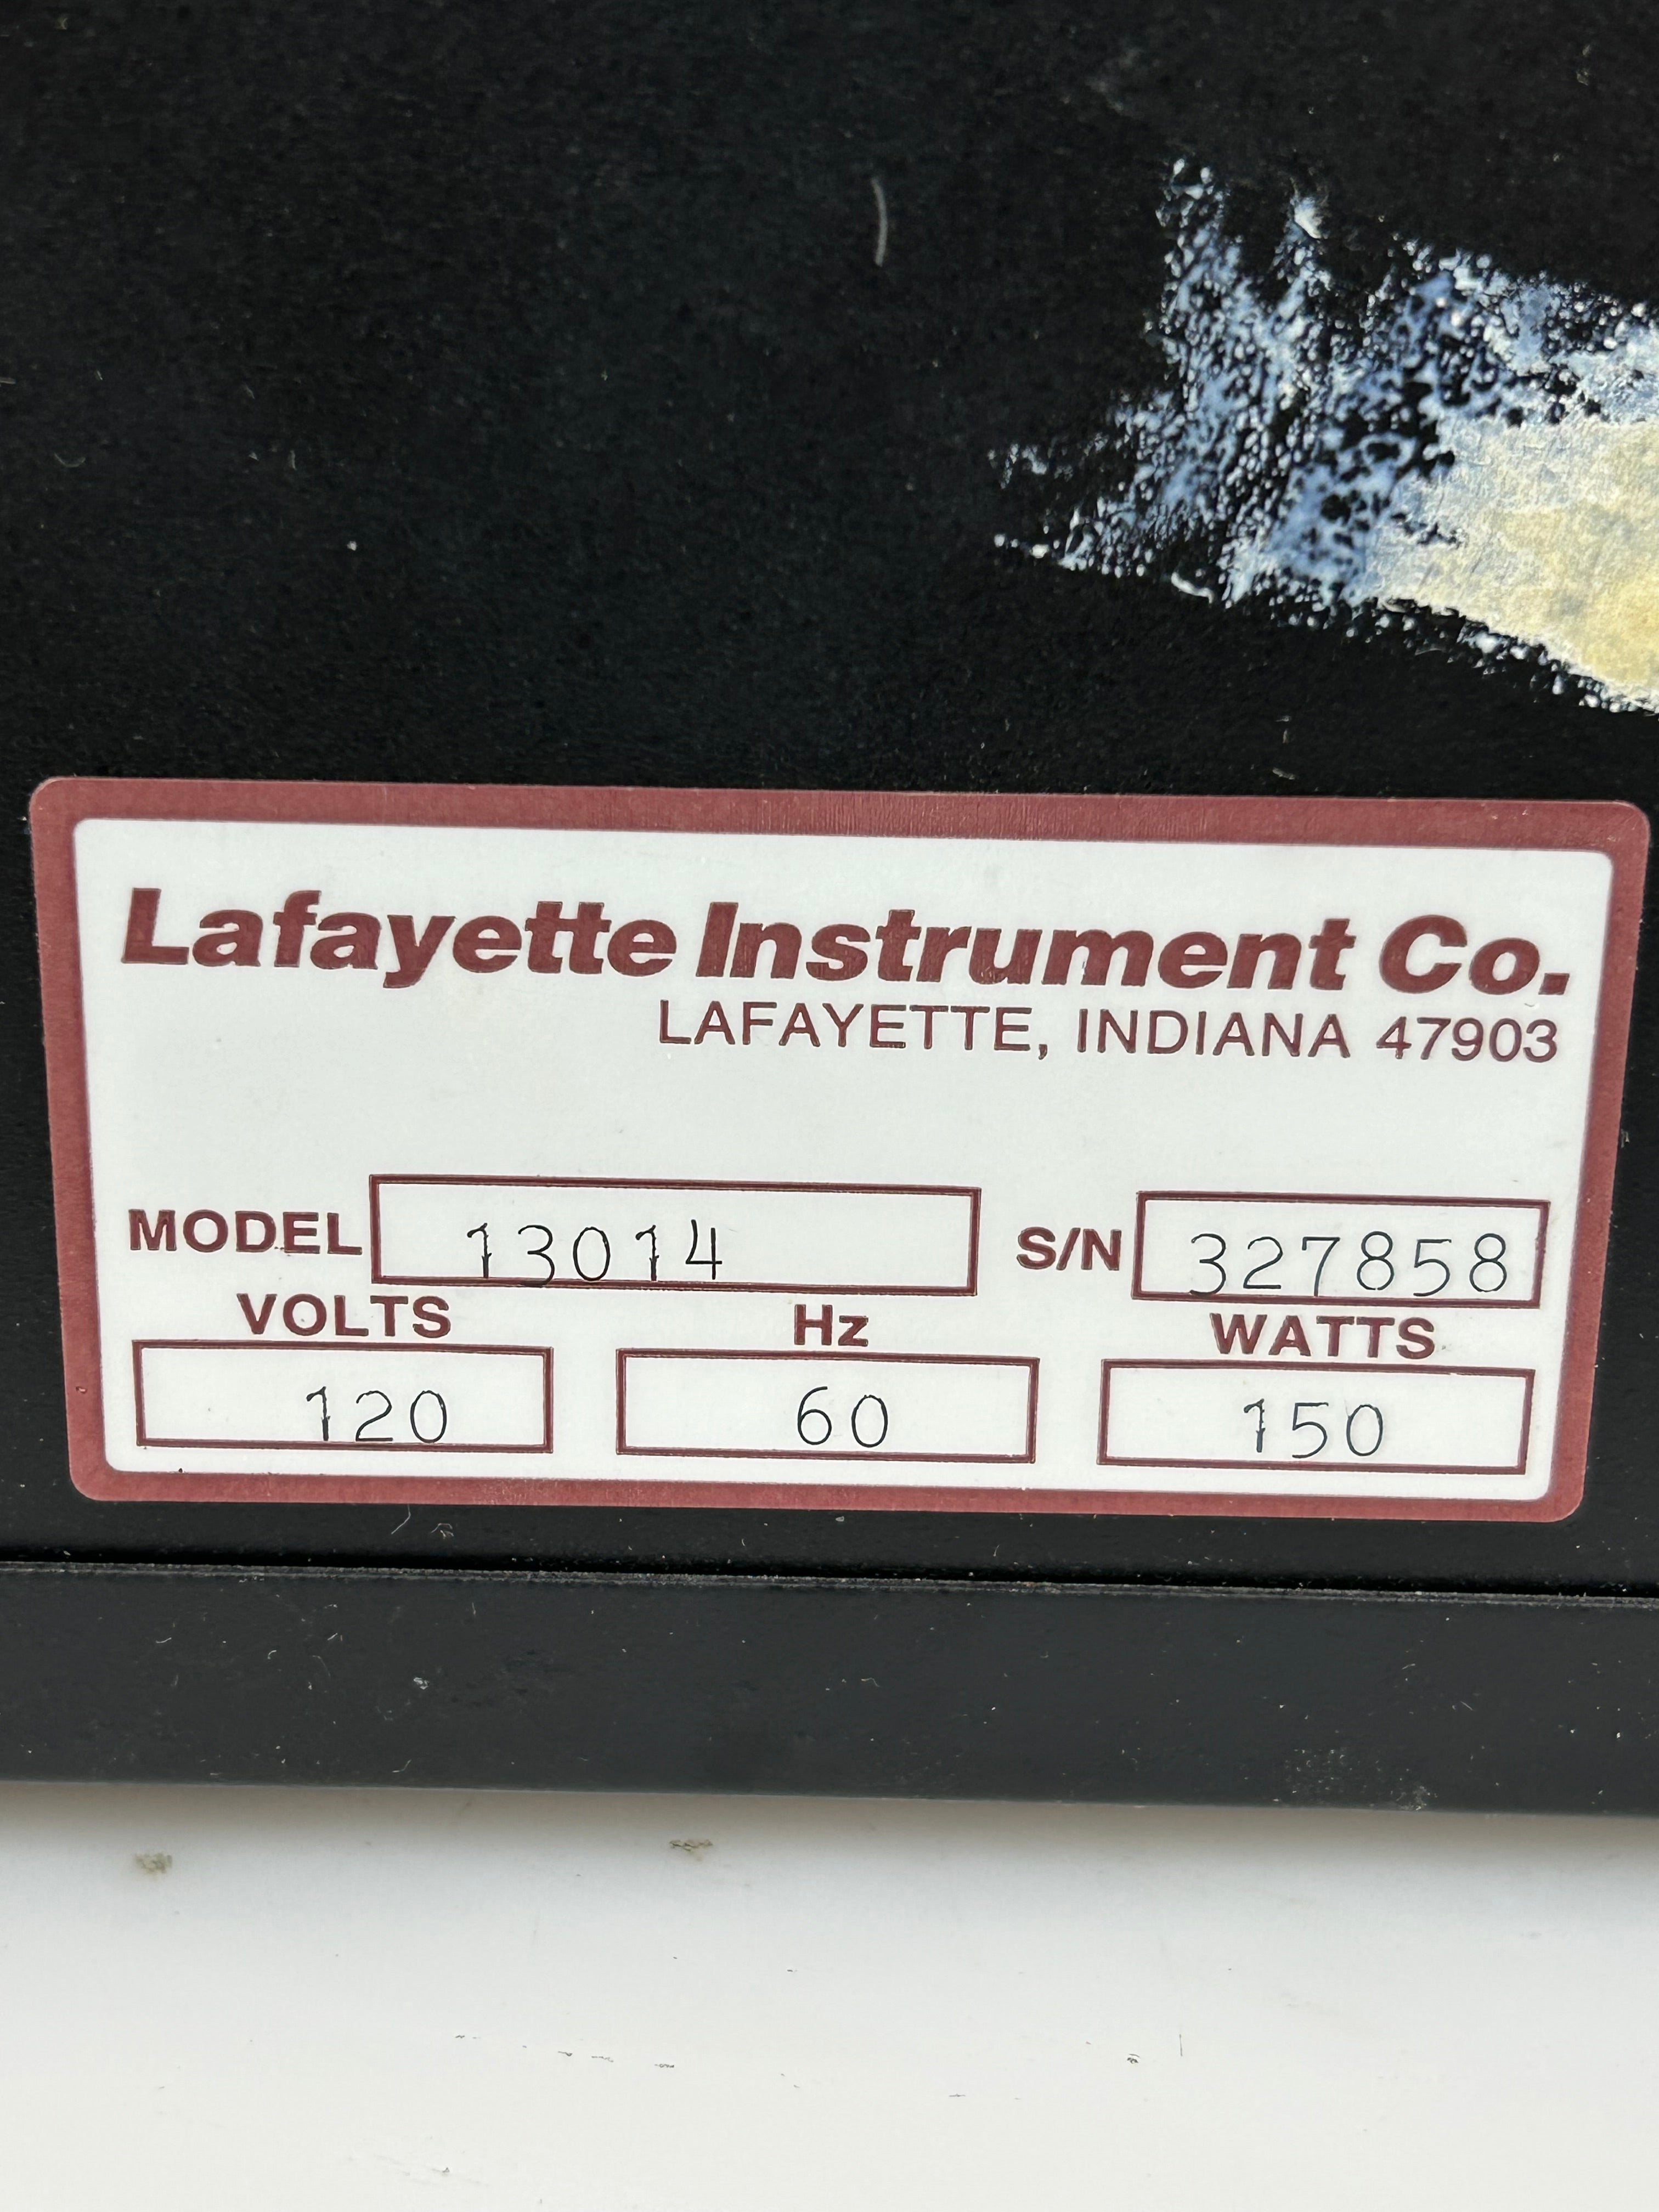 Lafayette Instrument Co.
LAFAYETTE, INDIANA 47903
MODEL 13014 S/N 327858
VOLTS Hz WATTS
120 60 150